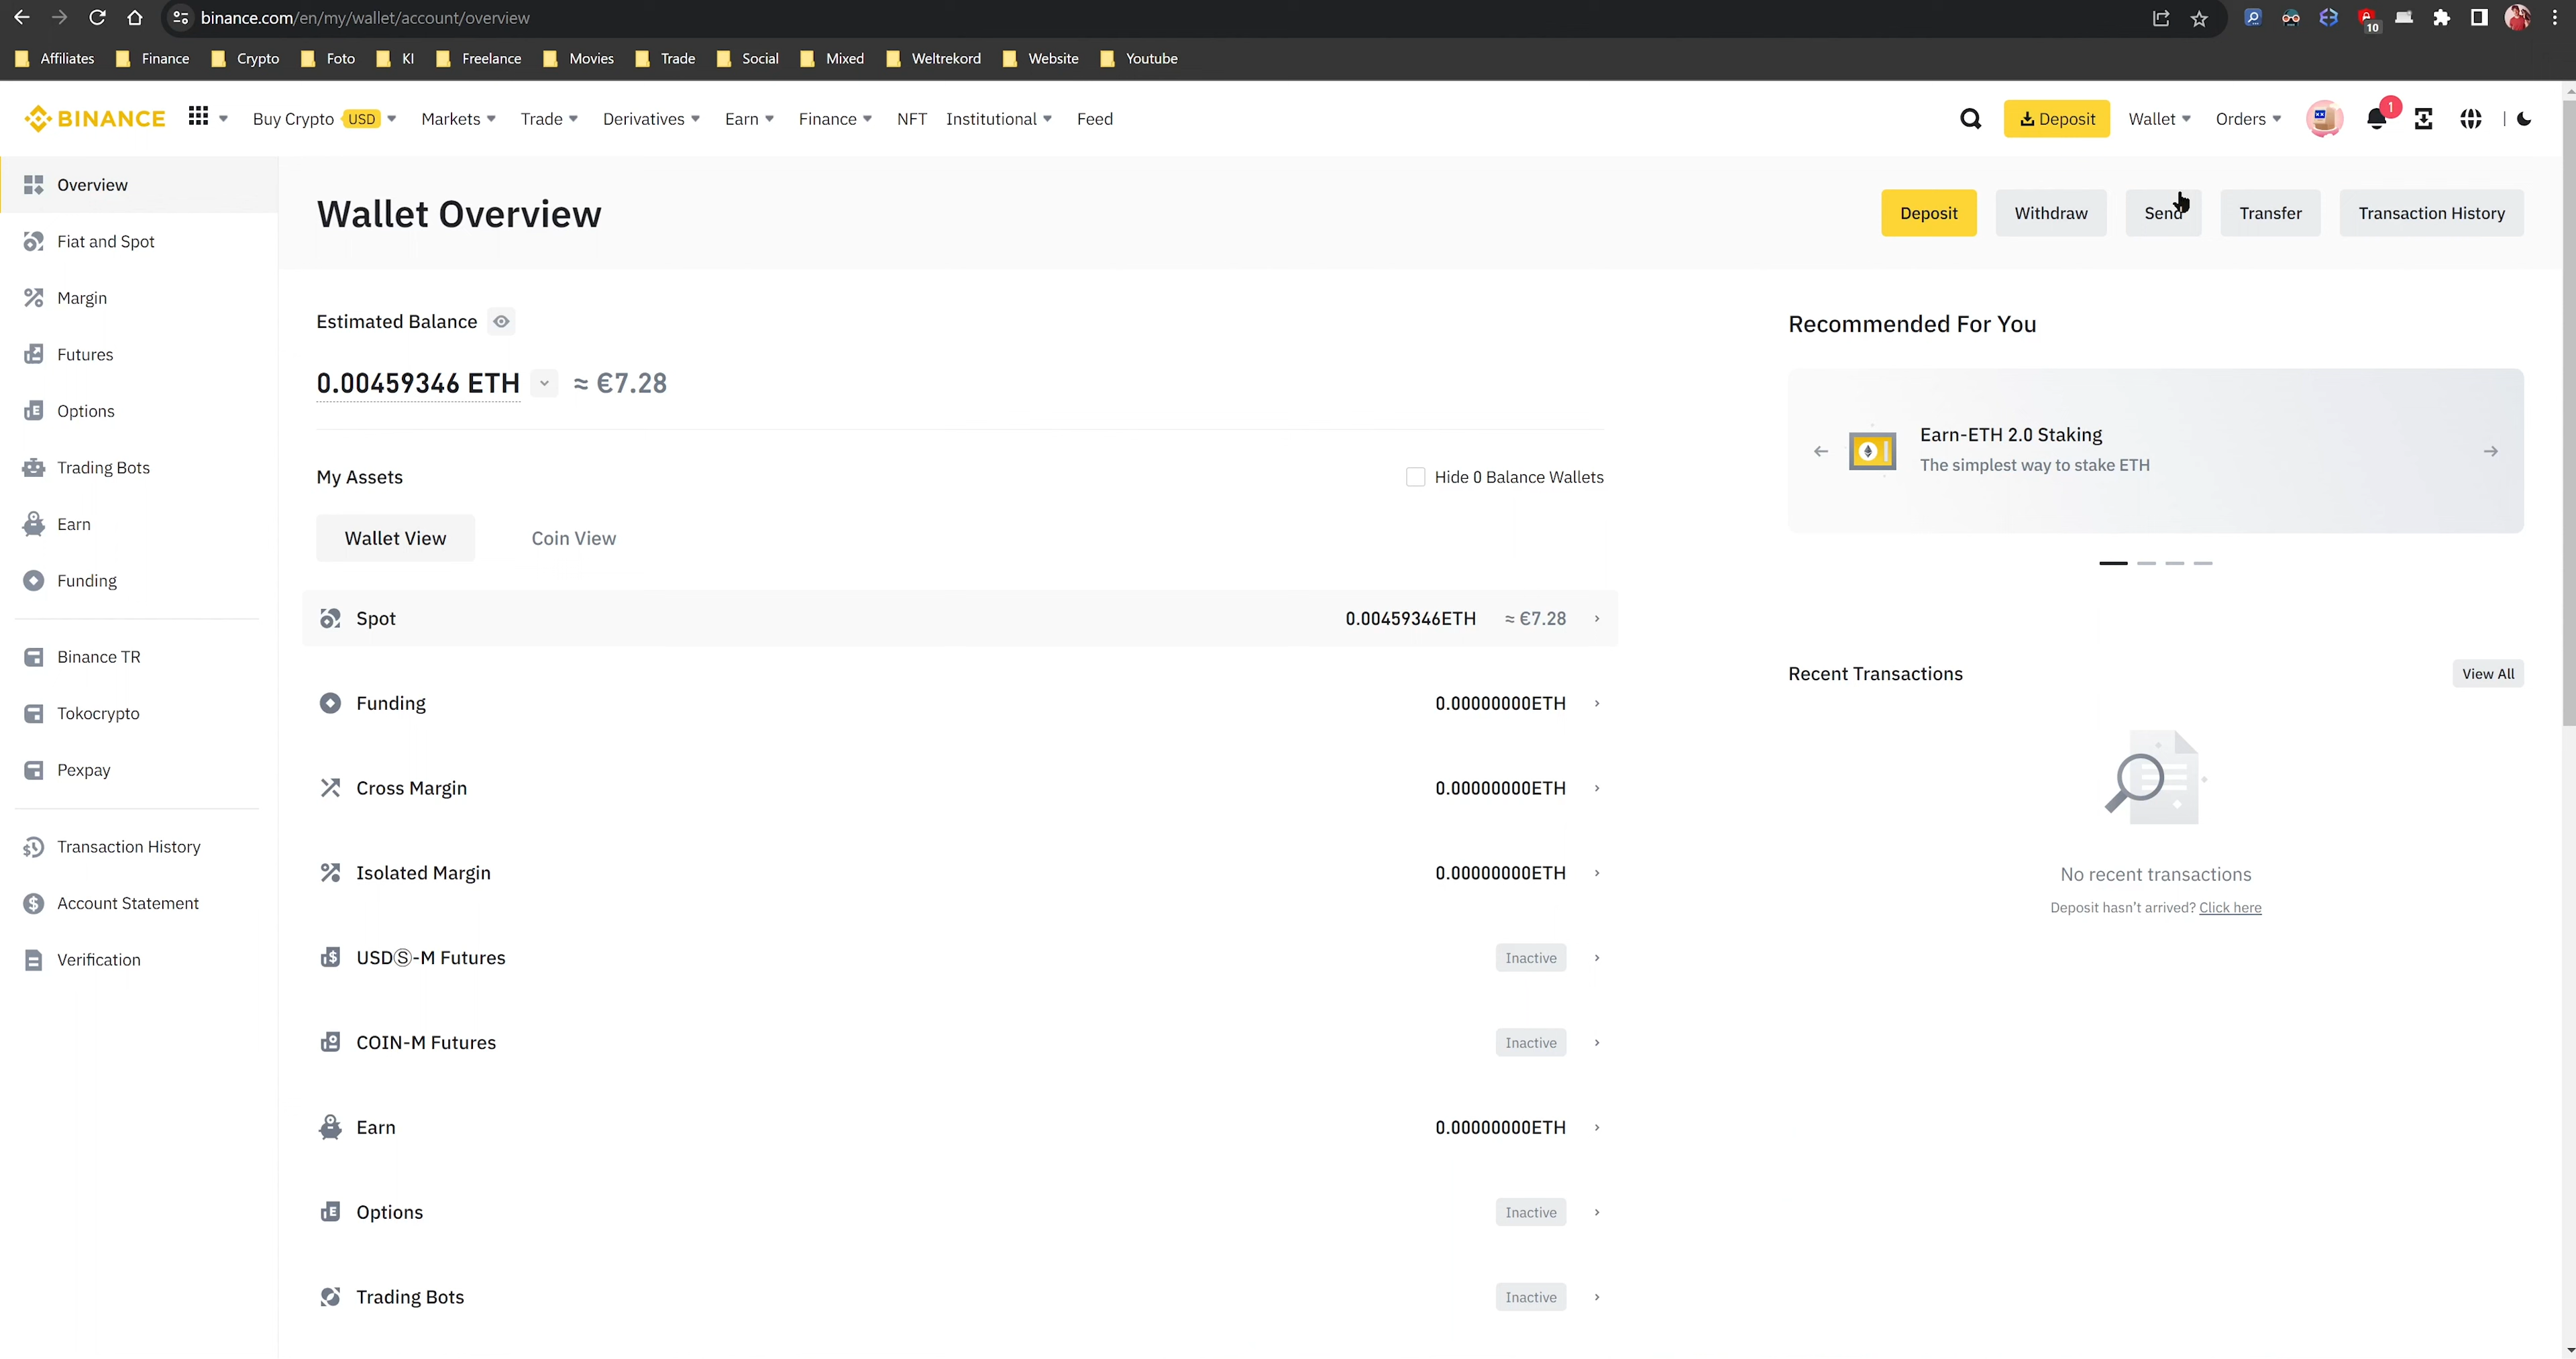 binance.com/en/my/wallet/account/overview
10
Affiliates Finance Crypto Foto KI Freelance Movies Trade Social Mixed Weltrekord Website Youtube
BINANCE Buy Crypto USD Markets Trade Derivatives Earn Finance NFT Institutional Feed Deposit Wallet Orders 1
Overview
Fiat and Spot
Margin
Futures
Options
Trading Bots
Earn
Funding
Binance TR
Tokocrypto
Pexpay
Transaction History
Account Statement
Verification
Wallet Overview
Deposit Withdraw Send Transfer Transaction History
Estimated Balance
0.00459346 ETH ≈ €7.28
My Assets Hide 0 Balance Wallets
Wallet View Coin View
Spot 0.00459346ETH ≈ €7.28
Funding 0.00000000ETH
Cross Margin 0.00000000ETH
Isolated Margin 0.00000000ETH
USDⓈ-M Futures Inactive
COIN-M Futures Inactive
Earn 0.00000000ETH
Options Inactive
Trading Bots Inactive
Recommended For You
Earn-ETH 2.0 Staking
The simplest way to stake ETH
Recent Transactions View All
No recent transactions
Deposit hasn't arrived? Click here